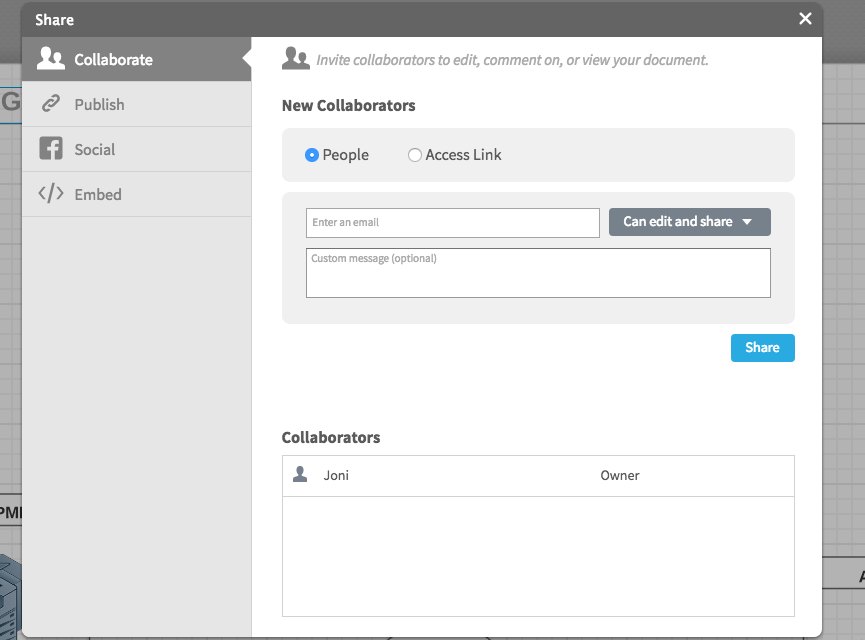 Share
Collaborate
Publish
Social
Embed
Invite collaborators to edit, comment on, or view your document.
New Collaborators
People
Access Link
Enter an email
Can edit and share
Custom message (optional)
Share
Collaborators
Joni
Owner
G